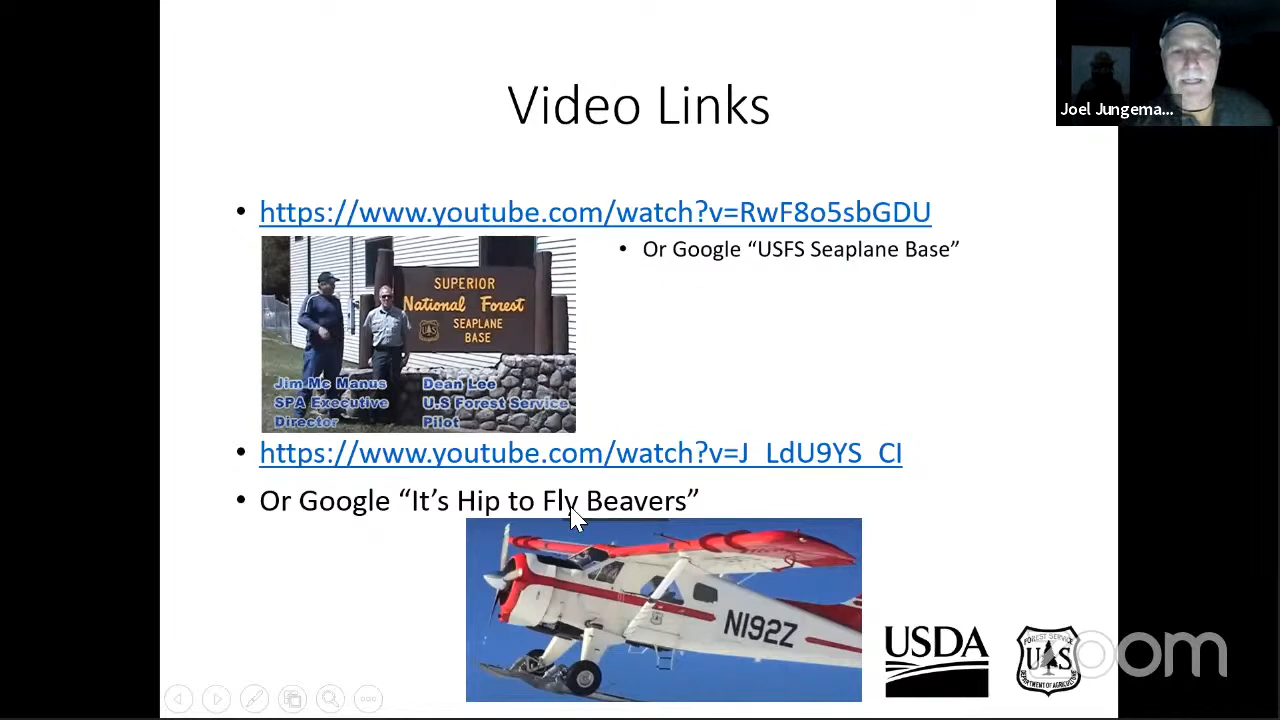 Joel Jungema...
Video Links
• https://www.youtube.com/watch?v=RwF8o5sbGDU
• Or Google “USFS Seaplane Base”
SUPERIOR
National Forest
SEAPLANE
BASE
U S
Jim Mc Manus
SPA Executive
Director
Dean Lee
U.S Forest Service
Pilot
• https://www.youtube.com/watch?v=J_LdU9YS_CI
• Or Google “It’s Hip to Fly Beavers”
N192Z
USDA
FOREST SERVICE
U S
DEPARTMENT OF AGRICULTURE
zoom